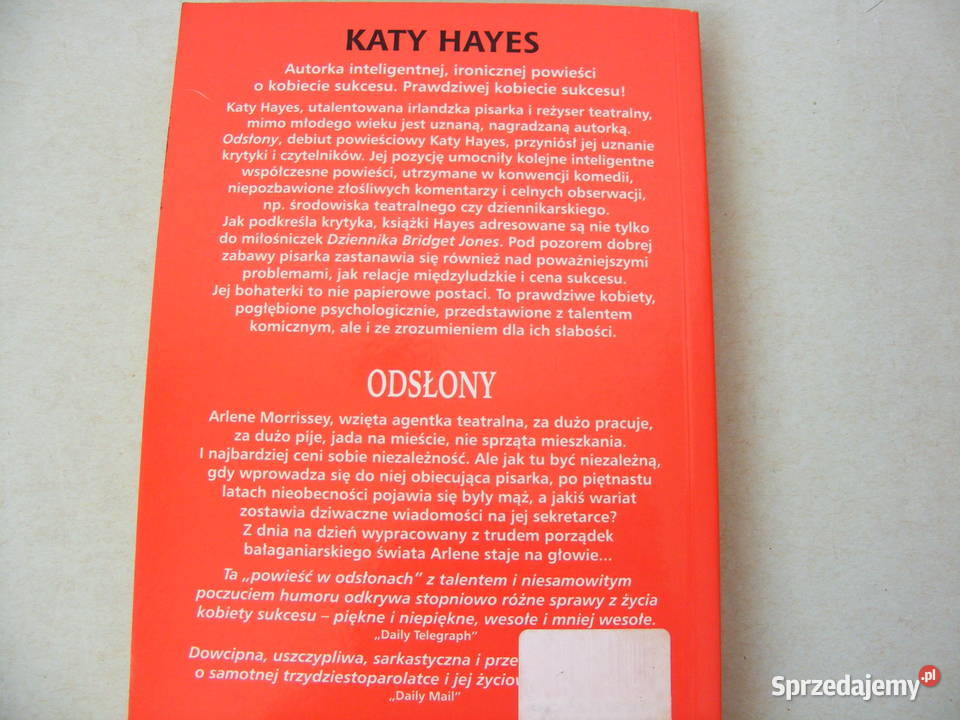 KATY HAYES
Autorka inteligentnej, ironicznej powieści
o kobiecie sukcesu. Prawdziwej kobiecie sukcesu!
Katy Hayes, utalentowana irlandzka pisarka i reżyser teatralny,
mimo młodego wieku jest uznaną, nagradzaną autorką.
Odsłony, debiut powieściowy Katy Hayes, przyniósł jej uznanie
krytyki i czytelników. Jej pozycję umocniły kolejne inteligentne
współczesne powieści, utrzymane w konwencji komedii,
niepozbawione złośliwych komentarzy i celnych obserwacji,
np. środowiska teatralnego czy dziennikarskiego.
Jak podkreśla krytyka, książki Hayes adresowane są nie tylko
do miłośniczek Dziennika Bridget Jones. Pod pozorem dobrej
zabawy pisarka zastanawia się również nad poważniejszymi
problemami, jak relacje międzyludzkie i cena sukcesu.
Jej bohaterki to nie papierowe postaci. To prawdziwe kobiety,
pogłębione psychologicznie, przedstawione z talentem
komicznym, ale i ze zrozumieniem dla ich słabości.
ODSŁONY
Arlene Morrissey, wzięta agentka teatralna, za dużo pracuje,
za dużo pije, jada na mieście, nie sprząta mieszkania.
I najbardziej ceni sobie niezależność. Ale jak tu być niezależną,
gdy wprowadza się do niej obiecująca pisarka, po piętnastu
latach nieobecności pojawia się były mąż, a jakiś wariat
zostawia dziwaczne wiadomości na jej sekretarce?
Z dnia na dzień wypracowany z trudem porządek
bałaganiarskiego świata Arlene staje na głowie...
Ta „powieść w odsłonach” z talentem i niesamowitym
poczuciem humoru odkrywa stopniowo różne sprawy z życia
kobiety sukcesu – piękne i niepiękne, wesołe i mniej wesołe.
„Daily Telegraph”
Dowcipna, uszczypliwa, sarkastyczna i prze
o samotnej trzydziestoparolatce i jej życiow
„Daily Mail”
Sprzedajemy.pl